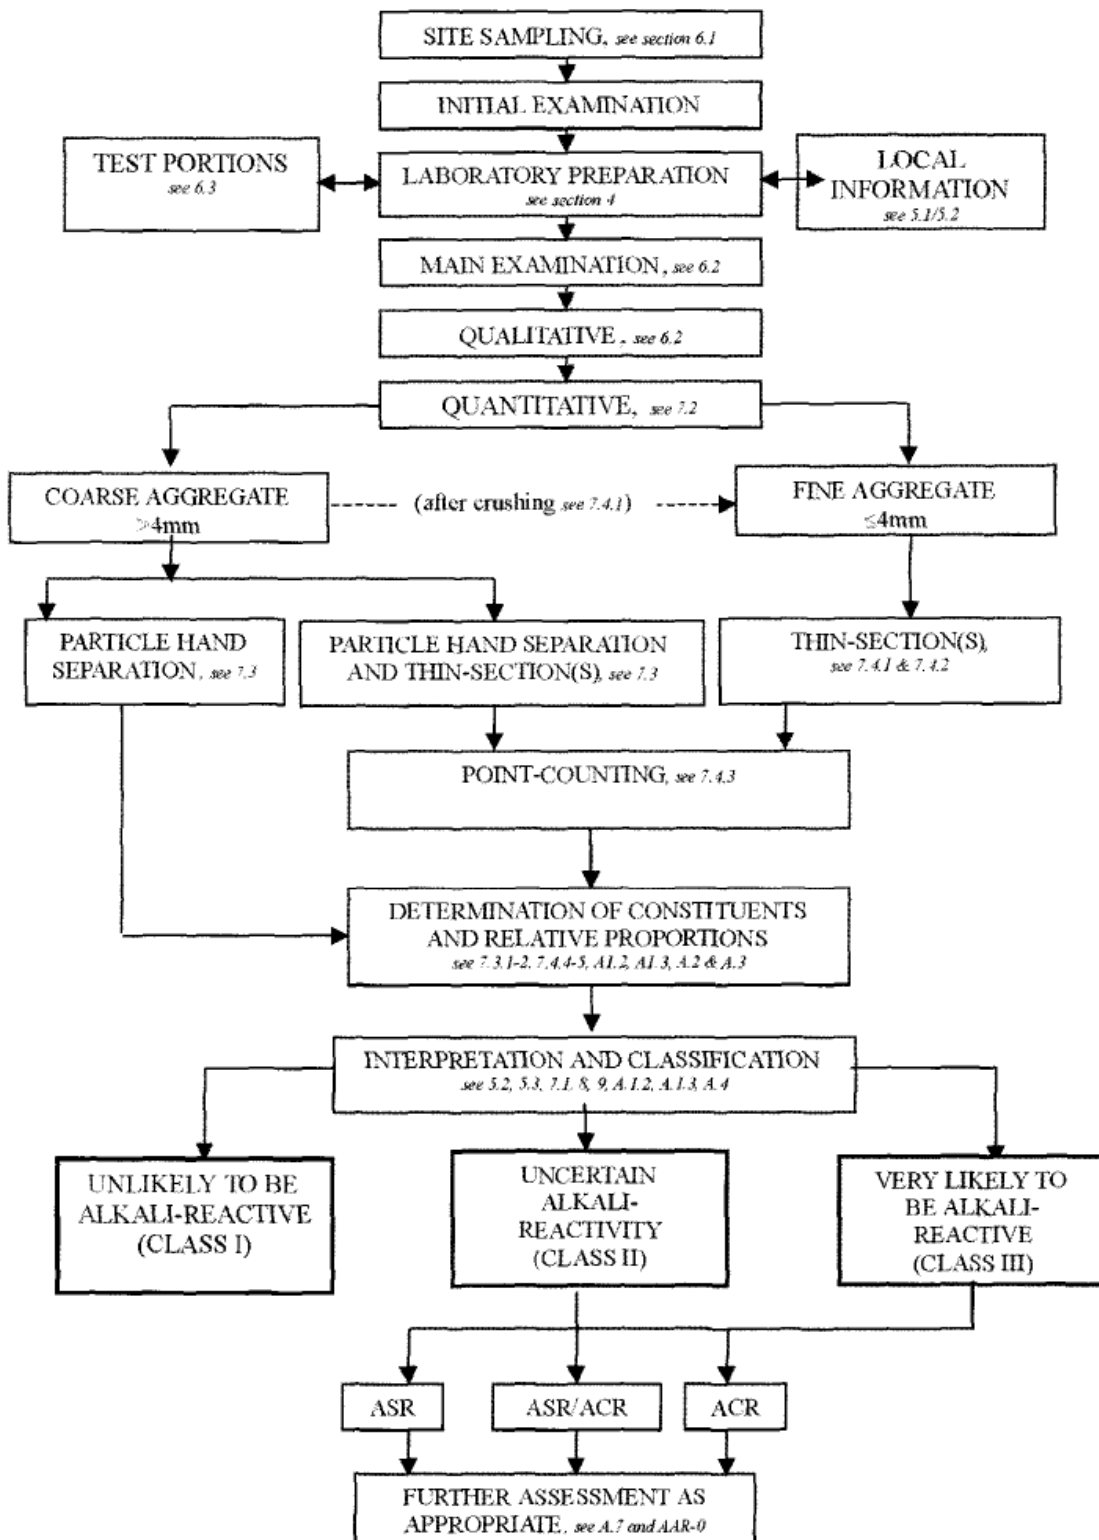 SITE SAMPLING, see section 6.1
INITIAL EXAMINATION
TEST PORTIONS
see 6.3
LABORATORY PREPARATION
see section 4
LOCAL
INFORMATION
see 5.1/5.2
MAIN EXAMINATION, see 6.2
QUALITATIVE, see 6.2
QUANTITATIVE, see 7.2
COARSE AGGREGATE
>4mm
(after crushing see 7.4.1)
FINE AGGREGATE
≤4mm
PARTICLE HAND
SEPARATION, see 7.3
PARTICLE HAND SEPARATION
AND THIN-SECTION(S), see 7.3
THIN-SECTION(S),
see 7.4.1 & 7.4.2
POINT-COUNTING, see 7.4.3
DETERMINATION OF CONSTITUENTS
AND RELATIVE PROPORTIONS
see 7.3.1-2, 7.4.4-5, A1.2, A1.3, A.2 & A.3
INTERPRETATION AND CLASSIFICATION
see 5.2, 5.3, 7.1, 8, 9, A.1.2, A.1.3, A.4
UNLIKELY TO BE
ALKALI-REACTIVE
(CLASS I)
UNCERTAIN
ALKALI-
REACTIVITY
(CLASS II)
VERY LIKELY TO
BE ALKALI-
REACTIVE
(CLASS III)
ASR
ASR/ACR
ACR
FURTHER ASSESSMENT AS
APPROPRIATE, see A.7 and AAR-0